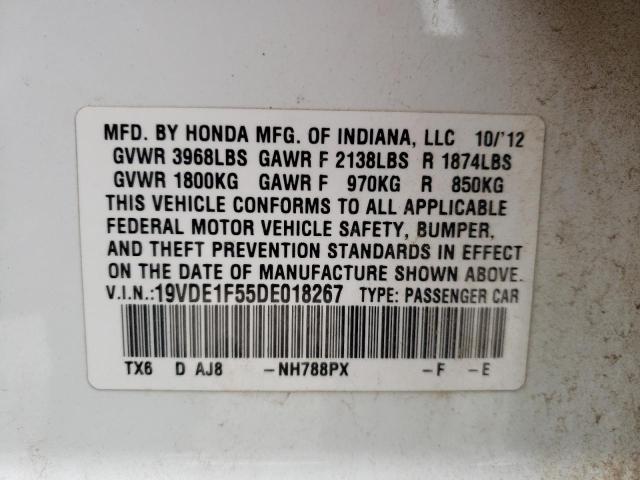 MFD. BY HONDA MFG. OF INDIANA, LLC 10/'12
GVWR 3968LBS GAWR F 2138LBS R 1874LBS
GVWR 1800KG GAWR F 970KG R 850KG
THIS VEHICLE CONFORMS TO ALL APPLICABLE
FEDERAL MOTOR VEHICLE SAFETY, BUMPER,
AND THEFT PREVENTION STANDARDS IN EFFECT
ON THE DATE OF MANUFACTURE SHOWN ABOVE.
V.I.N.:19VDE1F55DE018267 TYPE: PASSENGER CAR
TX6 D AJ8 -NH788PX -F -E